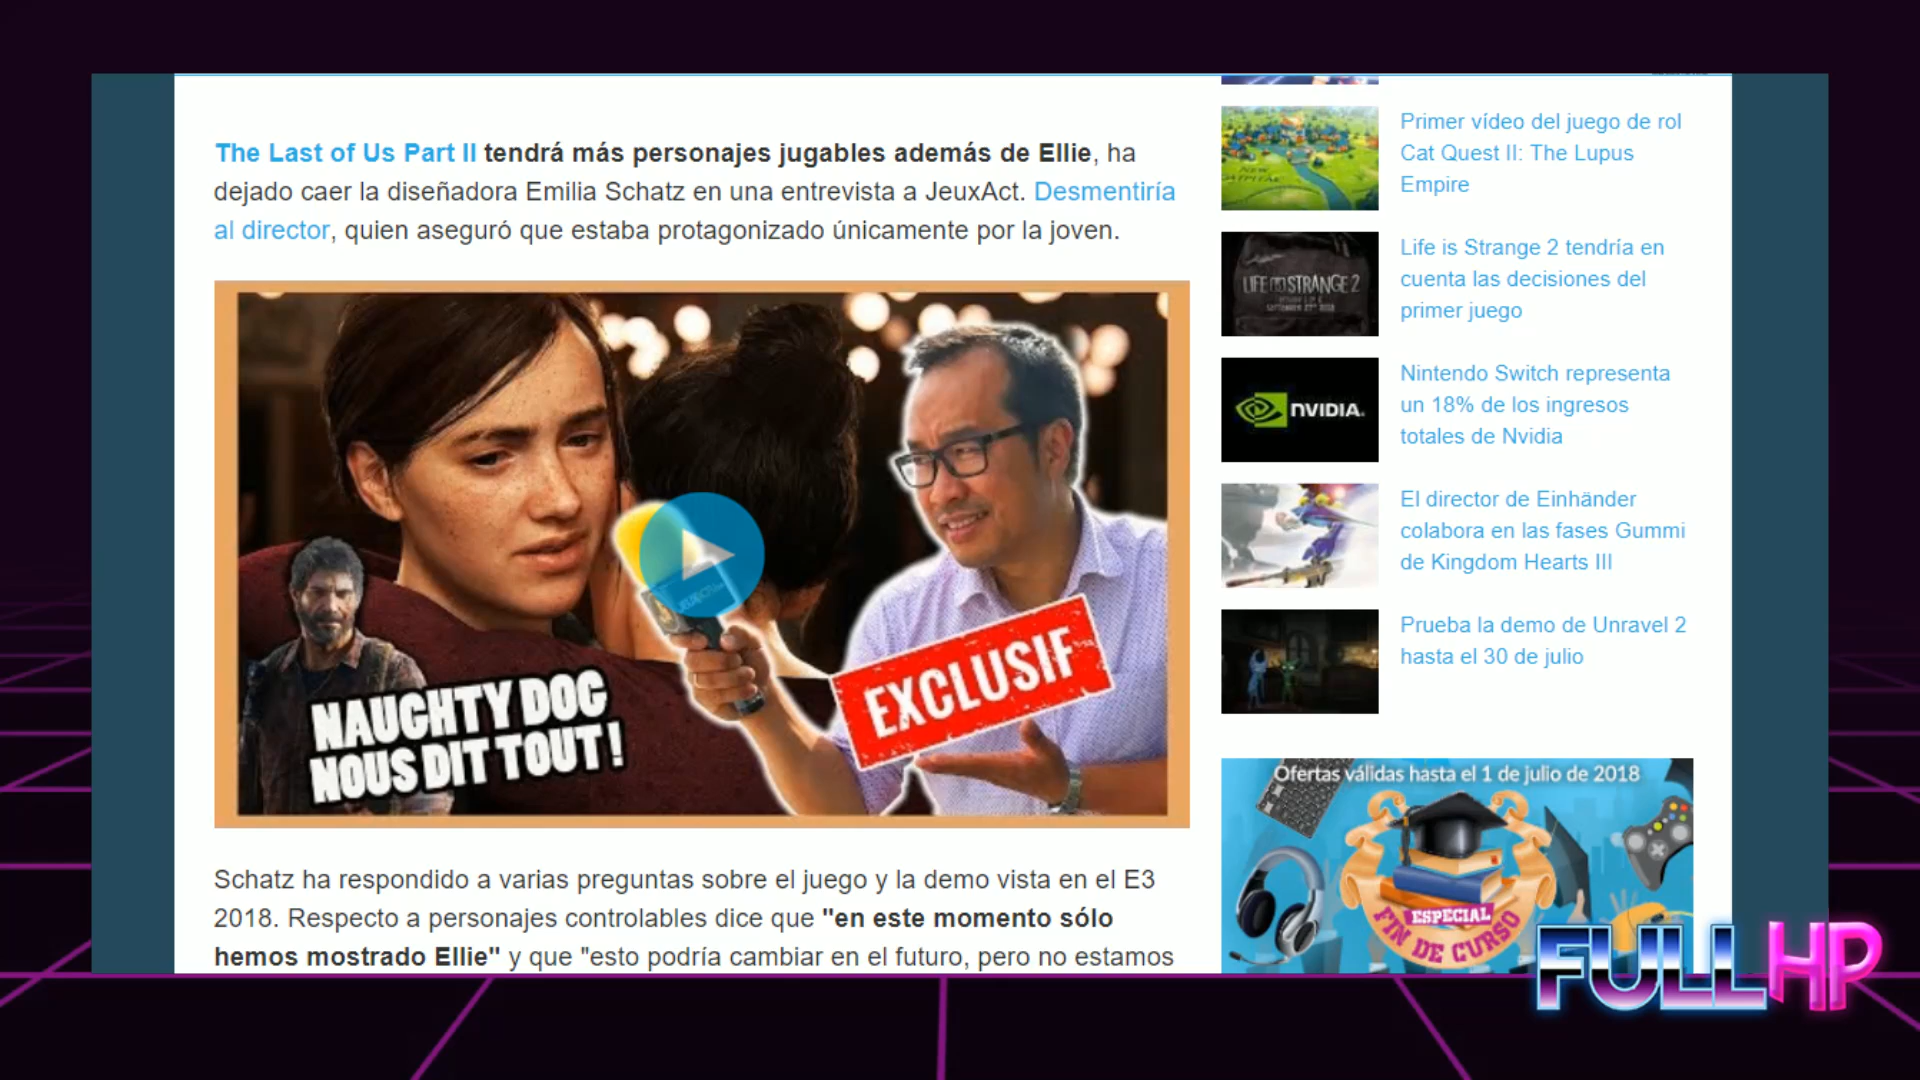 The Last of Us Part II tendrá más personajes jugables además de Ellie, ha
dejado caer la diseñadora Emilia Schatz en una entrevista a JeuxAct. Desmentiría
al director, quien aseguró que estaba protagonizado únicamente por la joven.
NAUGHTY DOG
NOUS DIT TOUT !
EXCLUSIF
Schatz ha respondido a varias preguntas sobre el juego y la demo vista en el E3
2018. Respecto a personajes controlables dice que "en este momento sólo
hemos mostrado Ellie" y que "esto podría cambiar en el futuro, pero no estamos
Primer vídeo del juego de rol
Cat Quest II: The Lupus
Empire
LIFE IS STRANGE 2
Life is Strange 2 tendría en
cuenta las decisiones del
primer juego
NVIDIA.
Nintendo Switch representa
un 18% de los ingresos
totales de Nvidia
El director de Einhänder
colabora en las fases Gummi
de Kingdom Hearts III
Prueba la demo de Unravel 2
hasta el 30 de julio
Ofertas válidas hasta el 1 de julio de 2018
ESPECIAL
FIN DE CURSO
FULL HP